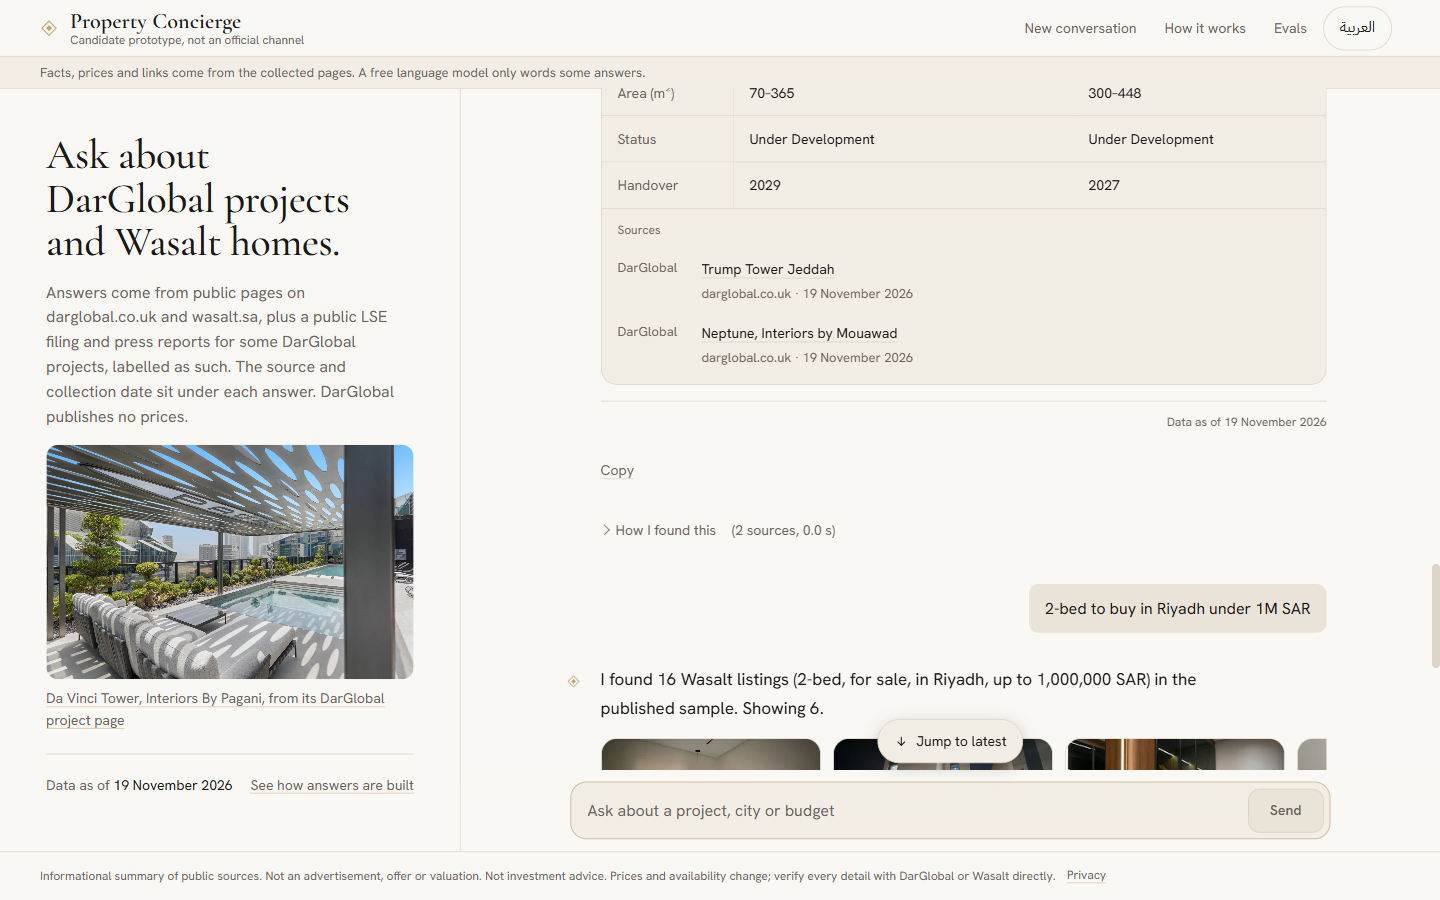 Property Concierge
Candidate prototype, not an official channel
New conversation
How it works
Evals
العربية
Facts, prices and links come from the collected pages. A free language model only words some answers.
Ask about
DarGlobal projects
and Wasalt homes.
Answers come from public pages on
darglobal.co.uk and wasalt.sa, plus a public LSE
filing and press reports for some DarGlobal
projects, labelled as such. The source and
collection date sit under each answer. DarGlobal
publishes no prices.
Da Vinci Tower, Interiors By Pagani, from its DarGlobal
project page
Data as of 19 November 2026
See how answers are built
Area (m²) 70–365 300–448
Status Under Development Under Development
Handover 2029 2027
Sources
DarGlobal Trump Tower Jeddah
darglobal.co.uk · 19 November 2026
DarGlobal Neptune, Interiors by Mouawad
darglobal.co.uk · 19 November 2026
Data as of 19 November 2026
Copy
How I found this (2 sources, 0.0 s)
2-bed to buy in Riyadh under 1M SAR
I found 16 Wasalt listings (2-bed, for sale, in Riyadh, up to 1,000,000 SAR) in the
published sample. Showing 6.
↓ Jump to latest
Ask about a project, city or budget
Send
Informational summary of public sources. Not an advertisement, offer or valuation. Not investment advice. Prices and availability change; verify every detail with DarGlobal or Wasalt directly.
Privacy